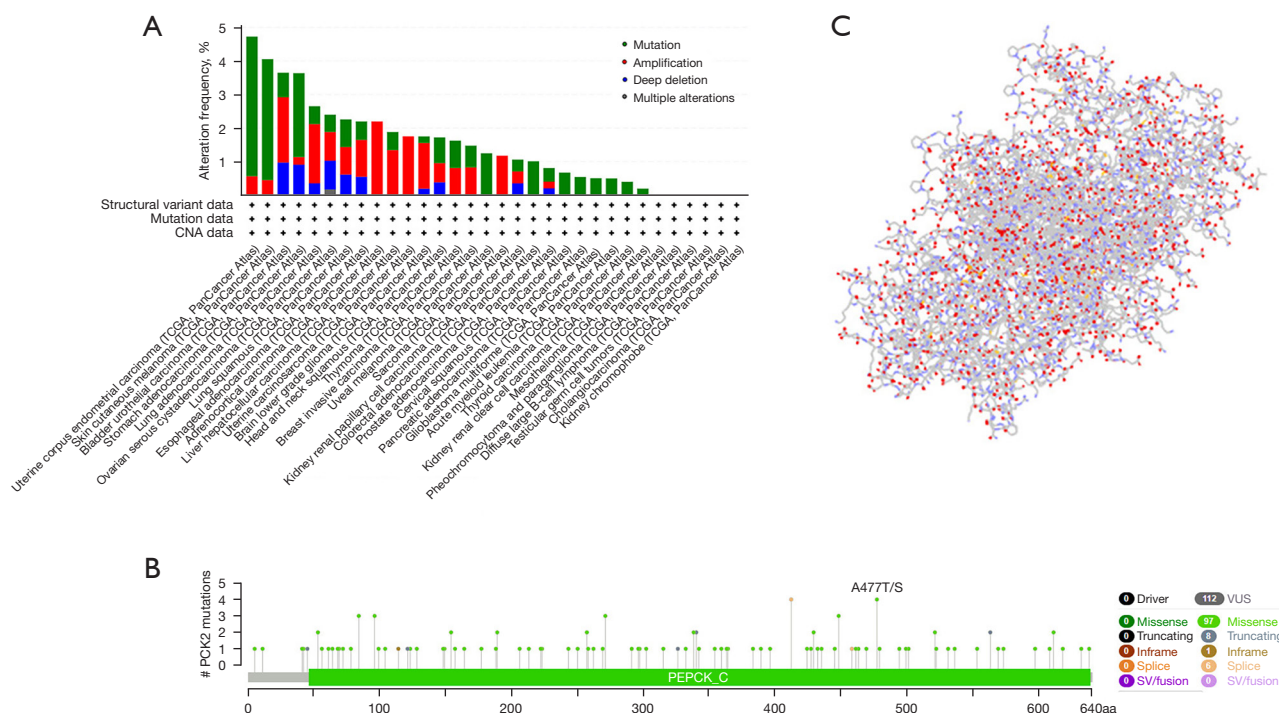 A
Alteration frequency, %
5
4
3
2
1
Mutation
Amplification
Deep deletion
Multiple alterations
Structural variant data
Mutation data
CNA data
Uterine corpus endometrial carcinoma (TCGA, PanCancer Atlas)
Skin cutaneous melanoma (TCGA, PanCancer Atlas)
Bladder urothelial carcinoma (TCGA, PanCancer Atlas)
Stomach adenocarcinoma (TCGA, PanCancer Atlas)
Lung adenocarcinoma (TCGA, PanCancer Atlas)
Ovarian serous cystadenocarcinoma (TCGA, PanCancer Atlas)
Lung squamous (TCGA, PanCancer Atlas)
Esophageal adenocarcinoma (TCGA, PanCancer Atlas)
Adrenocortical carcinoma (TCGA, PanCancer Atlas)
Liver hepatocellular carcinoma (TCGA, PanCancer Atlas)
Uterine carcinosarcoma (TCGA, PanCancer Atlas)
Brain lower grade glioma (TCGA, PanCancer Atlas)
Head and neck squamous (TCGA, PanCancer Atlas)
Thymoma (TCGA, PanCancer Atlas)
Breast invasive carcinoma (TCGA, PanCancer Atlas)
Uveal melanoma (TCGA, PanCancer Atlas)
Sarcoma (TCGA, PanCancer Atlas)
Kidney renal papillary cell carcinoma (TCGA, PanCancer Atlas)
Colorectal adenocarcinoma (TCGA, PanCancer Atlas)
Prostate adenocarcinoma (TCGA, PanCancer Atlas)
Cervical squamous (TCGA, PanCancer Atlas)
Pancreatic adenocarcinoma (TCGA, PanCancer Atlas)
Glioblastoma multiforme (TCGA, PanCancer Atlas)
Acute myeloid leukemia (TCGA, PanCancer Atlas)
Thyroid carcinoma (TCGA, PanCancer Atlas)
Kidney renal clear cell carcinoma (TCGA, PanCancer Atlas)
Mesothelioma (TCGA, PanCancer Atlas)
Pheochromocytoma and paraganglioma (TCGA, PanCancer Atlas)
Diffuse large B-cell lymphoma (TCGA, PanCancer Atlas)
Testicular germ cell tumors (TCGA, PanCancer Atlas)
Cholangiocarcinoma (TCGA, PanCancer Atlas)
Kidney chromophobe (TCGA, PanCancer Atlas)
C
B
# PCK2 mutations
5
4
3
2
1
0
A477T/S
PEPCK_C
0 100 200 300 400 500 600 640aa
0 Driver 112 VUS
0 Missense 97 Missense
0 Truncating 8 Truncating
0 Inframe 1 Inframe
0 Splice 6 Splice
0 SV/fusion 0 SV/fusion